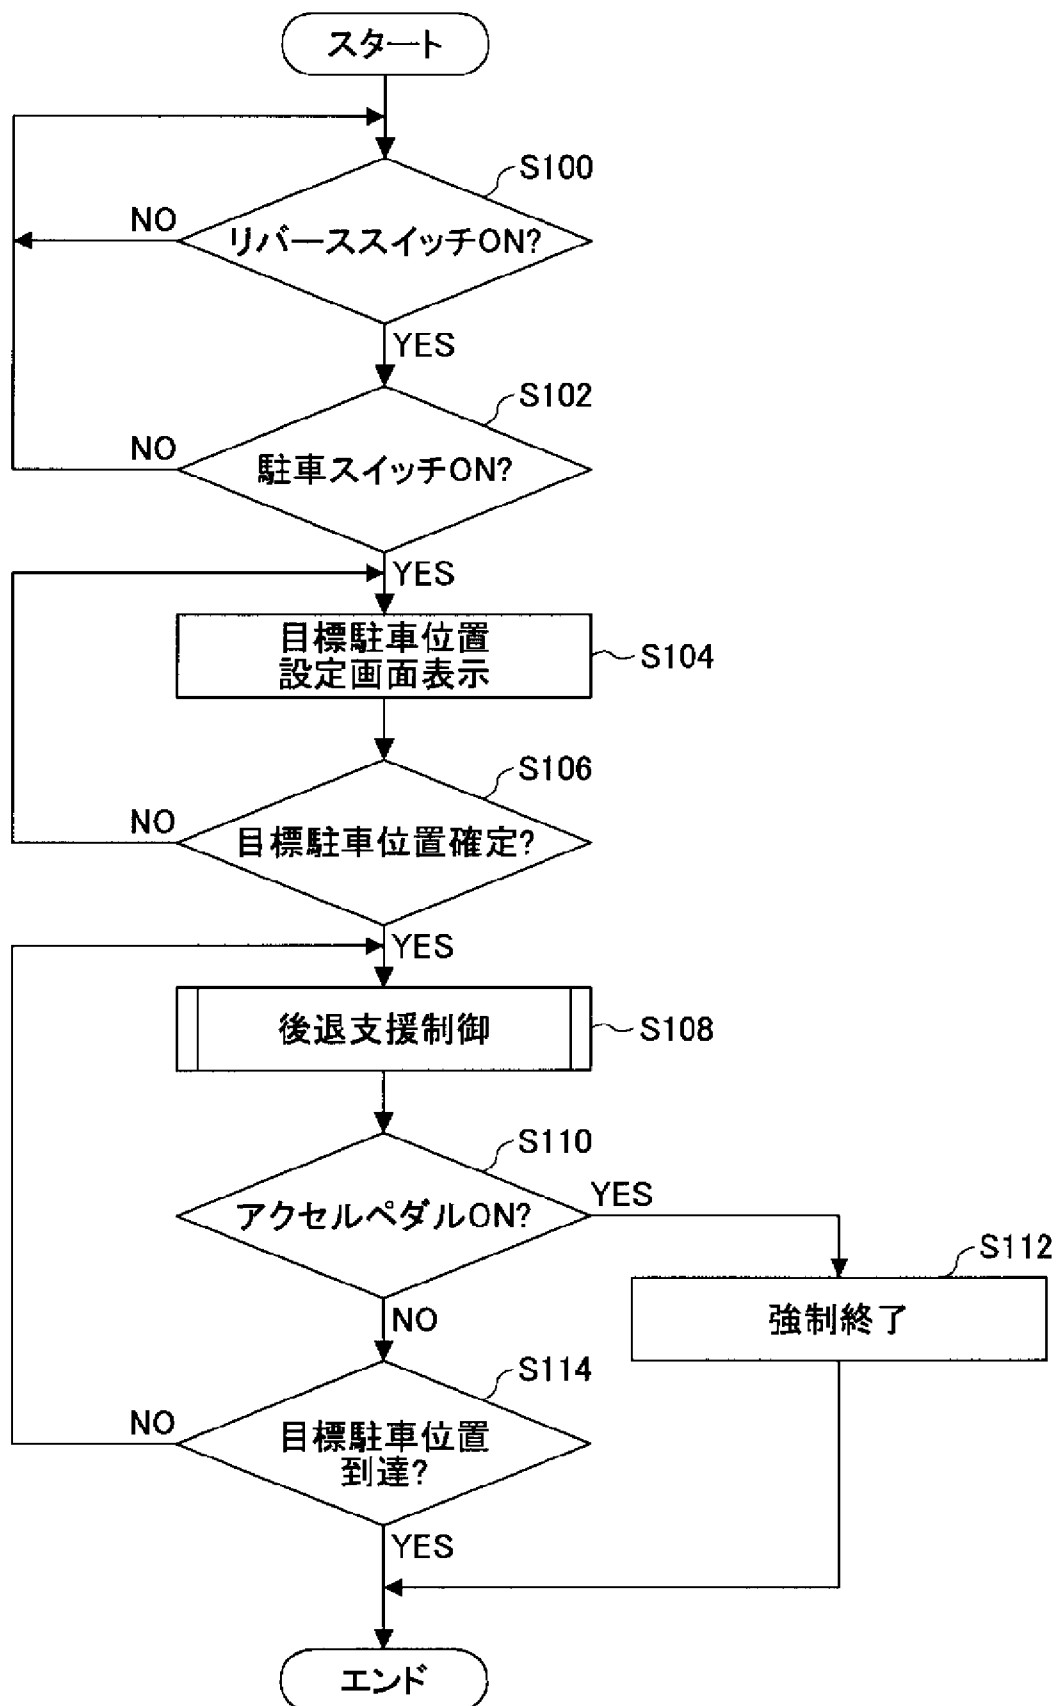 スタート
S100
リバーススイッチON?
NO
YES
S102
駐車スイッチON?
NO
YES
目標駐車位置
設定画面表示
S104
S106
目標駐車位置確定?
NO
YES
後退支援制御
S108
S110
アクセルペダルON?
YES
S112
強制終了
NO
S114
目標駐車位置
到達?
NO
YES
エンド